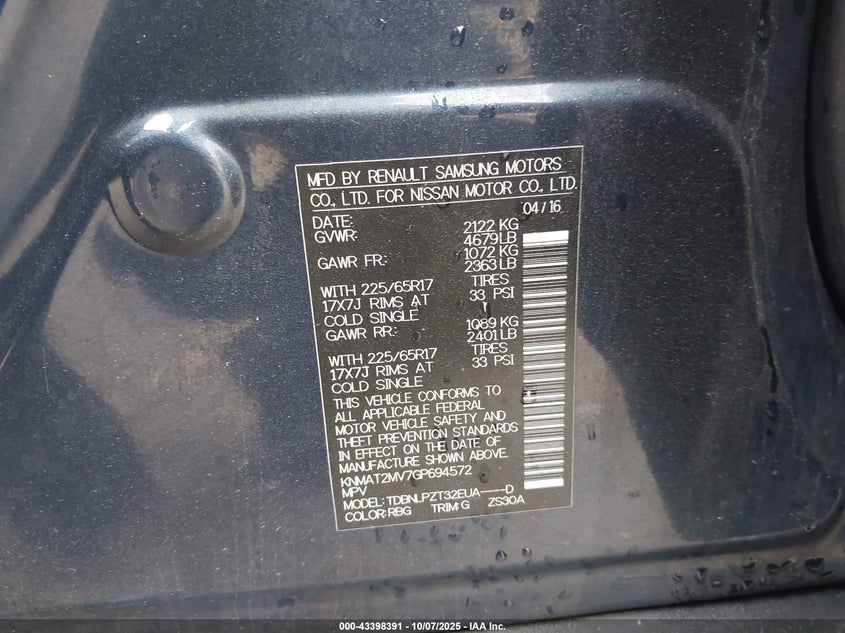 MFD BY RENAULT SAMSUNG MOTORS
CO., LTD. FOR NISSAN MOTOR CO., LTD.
DATE: 04/16
GVWR: 2122 KG
4679LB
GAWR FR: 1072 KG
2363LB
WITH 225/65R17 TIRES
17X7J RIMS AT 33 PSI
COLD SINGLE
GAWR RR: 1089 KG
2401LB
WITH 225/65R17 TIRES
17X7J RIMS AT 33 PSI
COLD SINGLE
THIS VEHICLE CONFORMS TO
ALL APPLICABLE FEDERAL
MOTOR VEHICLE SAFETY AND
THEFT PREVENTION STANDARDS
IN EFFECT ON THE DATE OF
MANUFACTURE SHOWN ABOVE.
KNMAT2MV7GP694572
MPV
MODEL: TDBNLPZT32EUA----D
COLOR:RBG TRIM:G ZS30A
000-43398391 - 10/07/2025 - © IAA Inc.